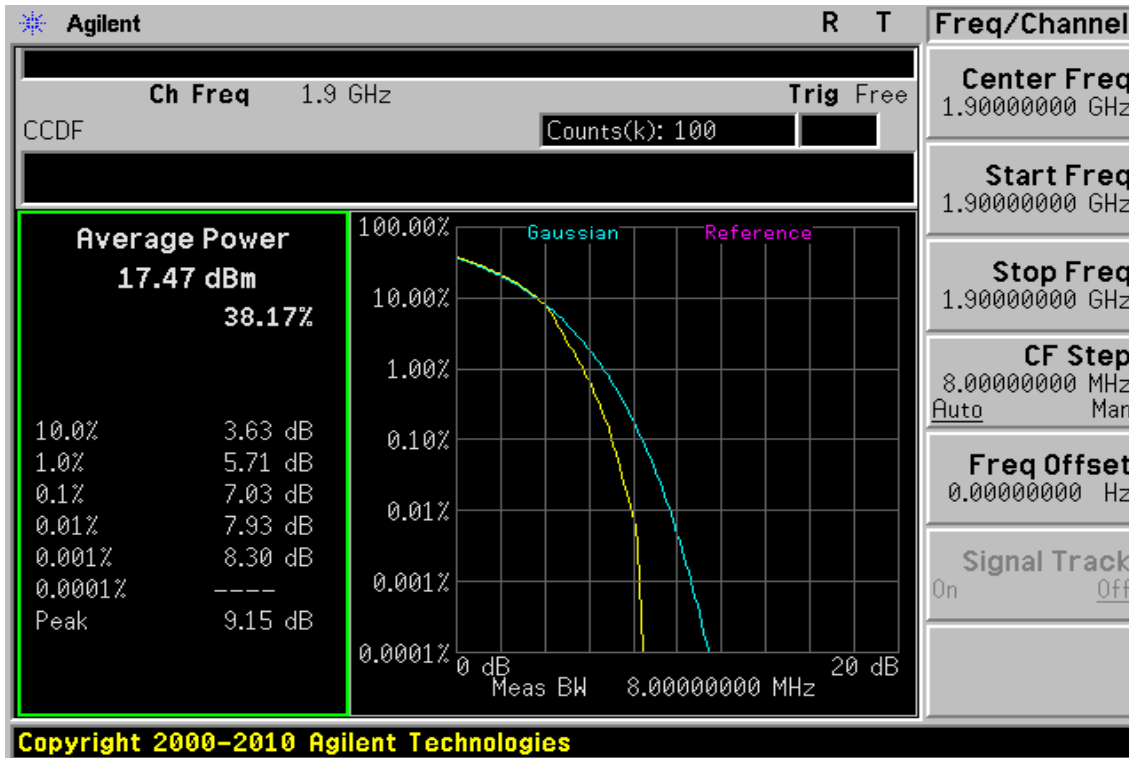 Agilent R T
Ch Freq 1.9 GHz Trig Free
CCDF Counts(k): 100
Average Power
17.47 dBm
38.17%
10.0% 3.63 dB
1.0% 5.71 dB
0.1% 7.03 dB
0.01% 7.93 dB
0.001% 8.30 dB
0.0001% ----
Peak 9.15 dB
Gaussian Reference
100.00%
10.00%
1.00%
0.10%
0.01%
0.001%
0.0001%
0 dB 20 dB
Meas BW 8.00000000 MHz
Freq/Channel
Center Freq
1.90000000 GHz
Start Freq
1.90000000 GHz
Stop Freq
1.90000000 GHz
CF Step
8.00000000 MHz
Auto Man
Freq Offset
0.00000000 Hz
Signal Track
On Off
Copyright 2000-2010 Agilent Technologies